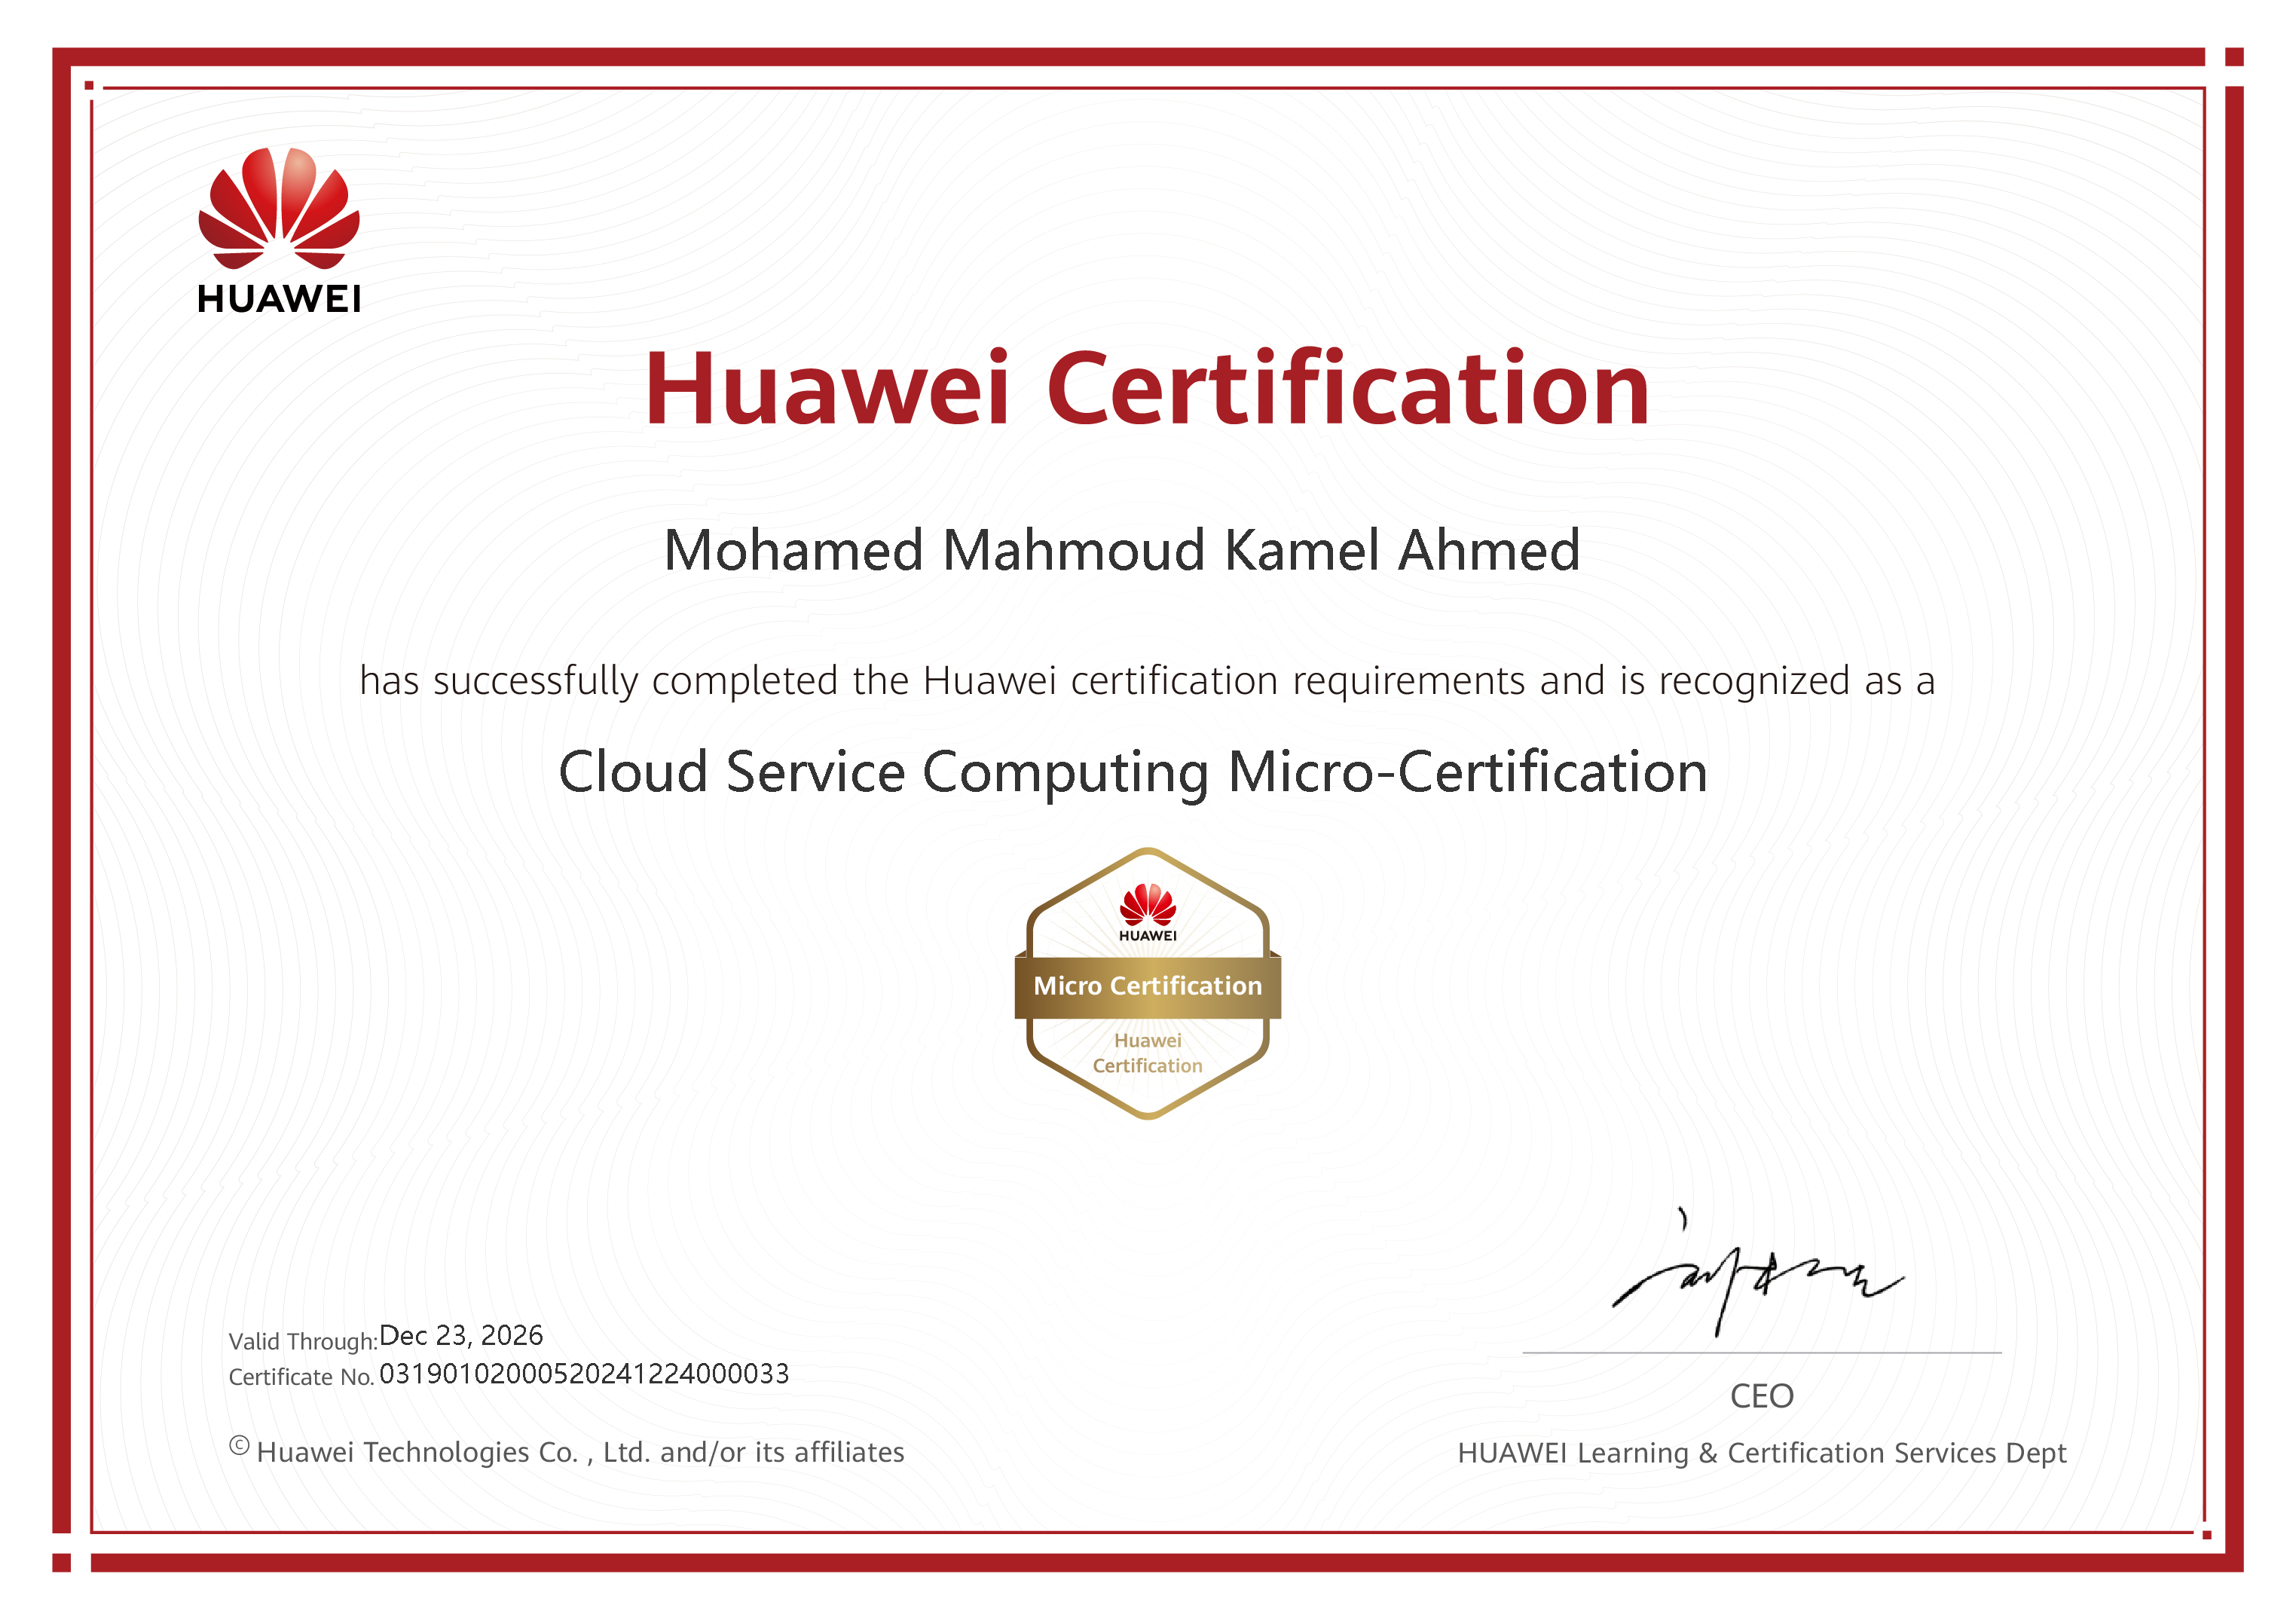 HUAWEI
Huawei Certification
Mohamed Mahmoud Kamel Ahmed
has successfully completed the Huawei certification requirements and is recognized as a
Cloud Service Computing Micro-Certification
HUAWEI
Micro Certification
Huawei
Certification
Valid Through:Dec 23, 2026
Certificate No. 03190102000520241224000033
CEO
© Huawei Technologies Co. , Ltd. and/or its affiliates
HUAWEI Learning & Certification Services Dept